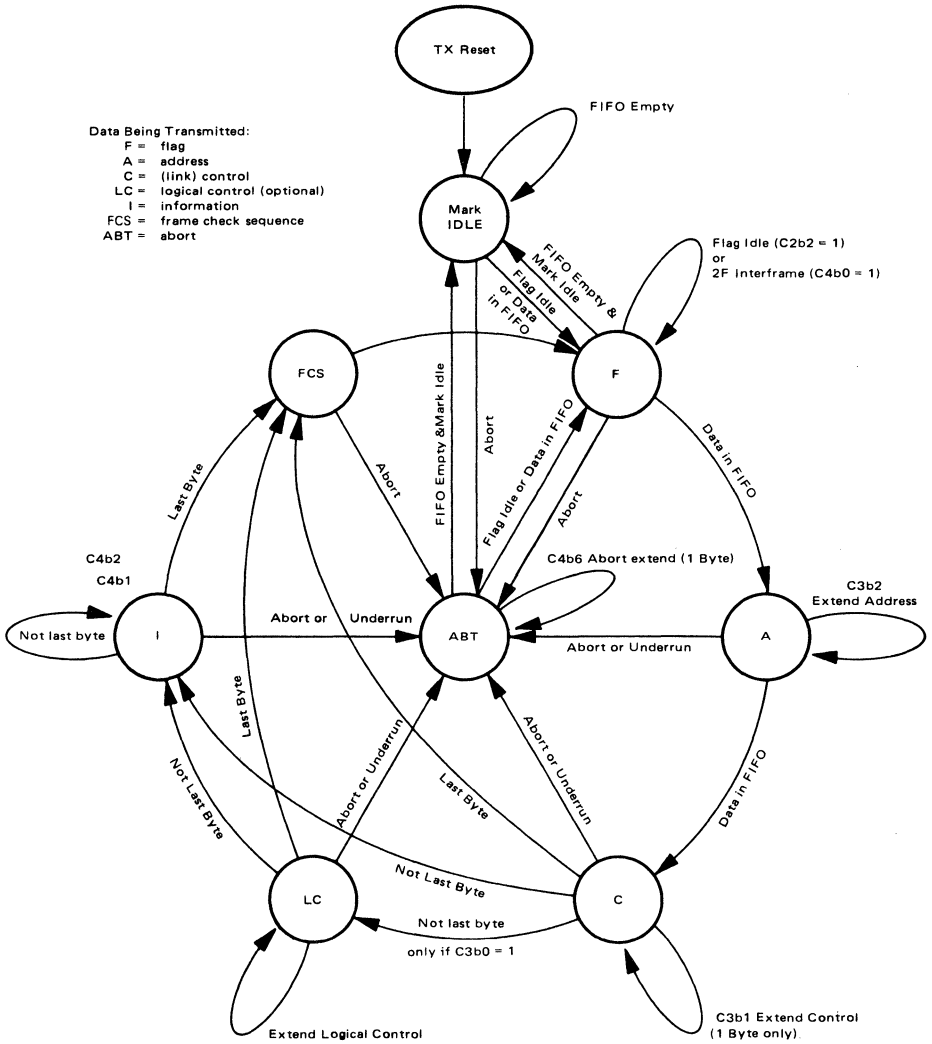 TX Reset
FIFO Empty
Data Being Transmitted:
F = flag
A = address
C = (link) control
LC = logical control (optional)
I = information
FCS = frame check sequence
ABT = abort
Mark
IDLE
FIFO Empty &
Mark Idle
Flag Idle
or Data
in FIFO
Flag Idle (C2b2 = 1)
or
2F interframe (C4b0 = 1)
FCS
F
FIFO Empty &Mark Idle
Abort
Flag Idle or Data in FIFO
Abort
Data in FIFO
Last Byte
Abort
C4b2
C4b1
Not last byte
I
Abort or Underrun
C4b6 Abort extend (1 Byte)
ABT
Abort or Underrun
A
C3b2
Extend Address
Last Byte
Not Last Byte
Abort or Underrun
Last Byte
Abort or Underrun
Data in FIFO
Not Last Byte
LC
Not last byte
only if C3b0 = 1
C
Extend Logical Control
C3b1 Extend Control
(1 Byte only).